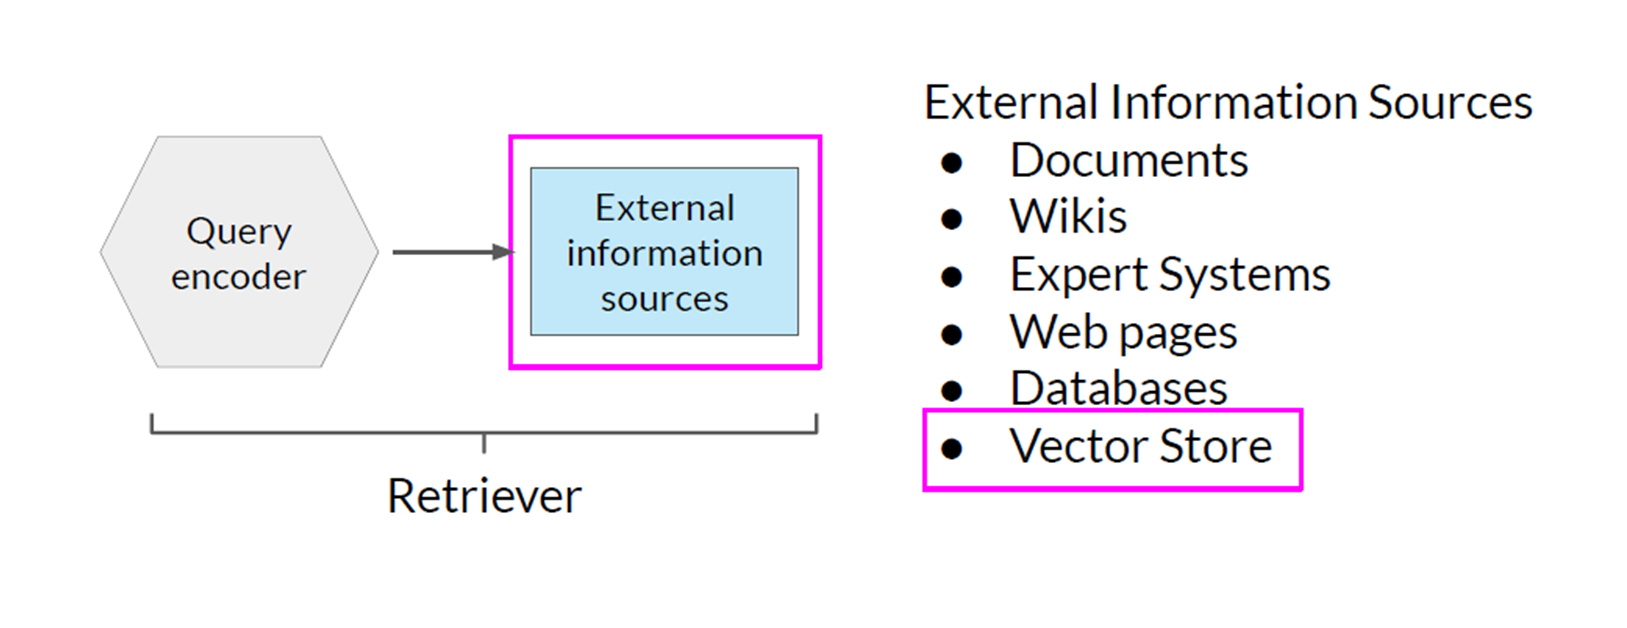 Query
encoder
External
information
sources
Retriever
External Information Sources
● Documents
● Wikis
● Expert Systems
● Web pages
● Databases
● Vector Store